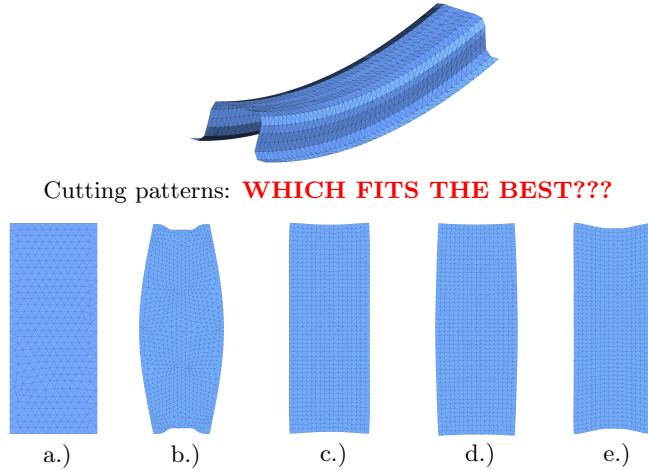 Cutting patterns: WHICH FITS THE BEST???
a.) b.) c.) d.) e.)